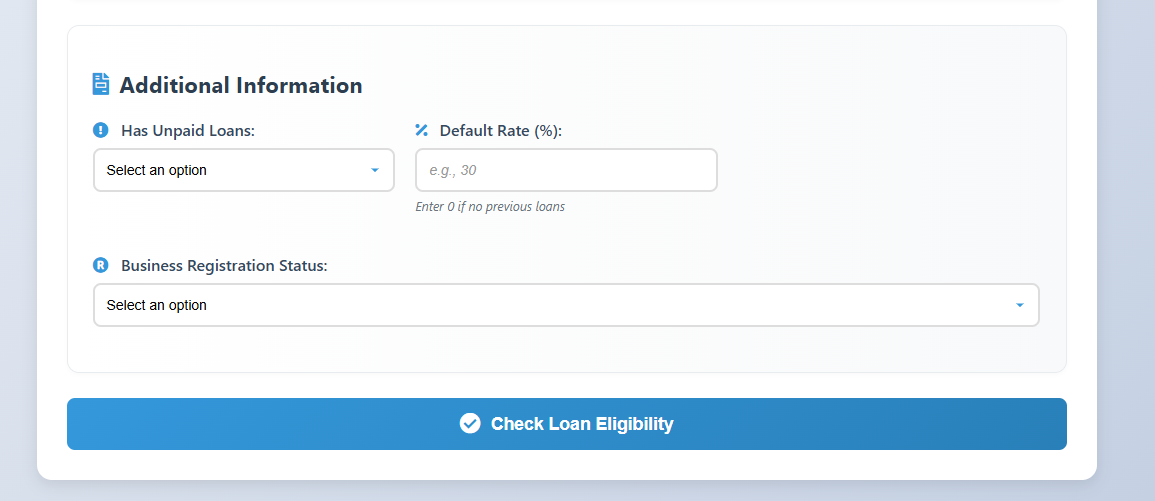 Additional Information
Has Unpaid Loans: Default Rate (%):
Select an option e.g., 30
Enter 0 if no previous loans
R Business Registration Status:
Select an option
Check Loan Eligibility